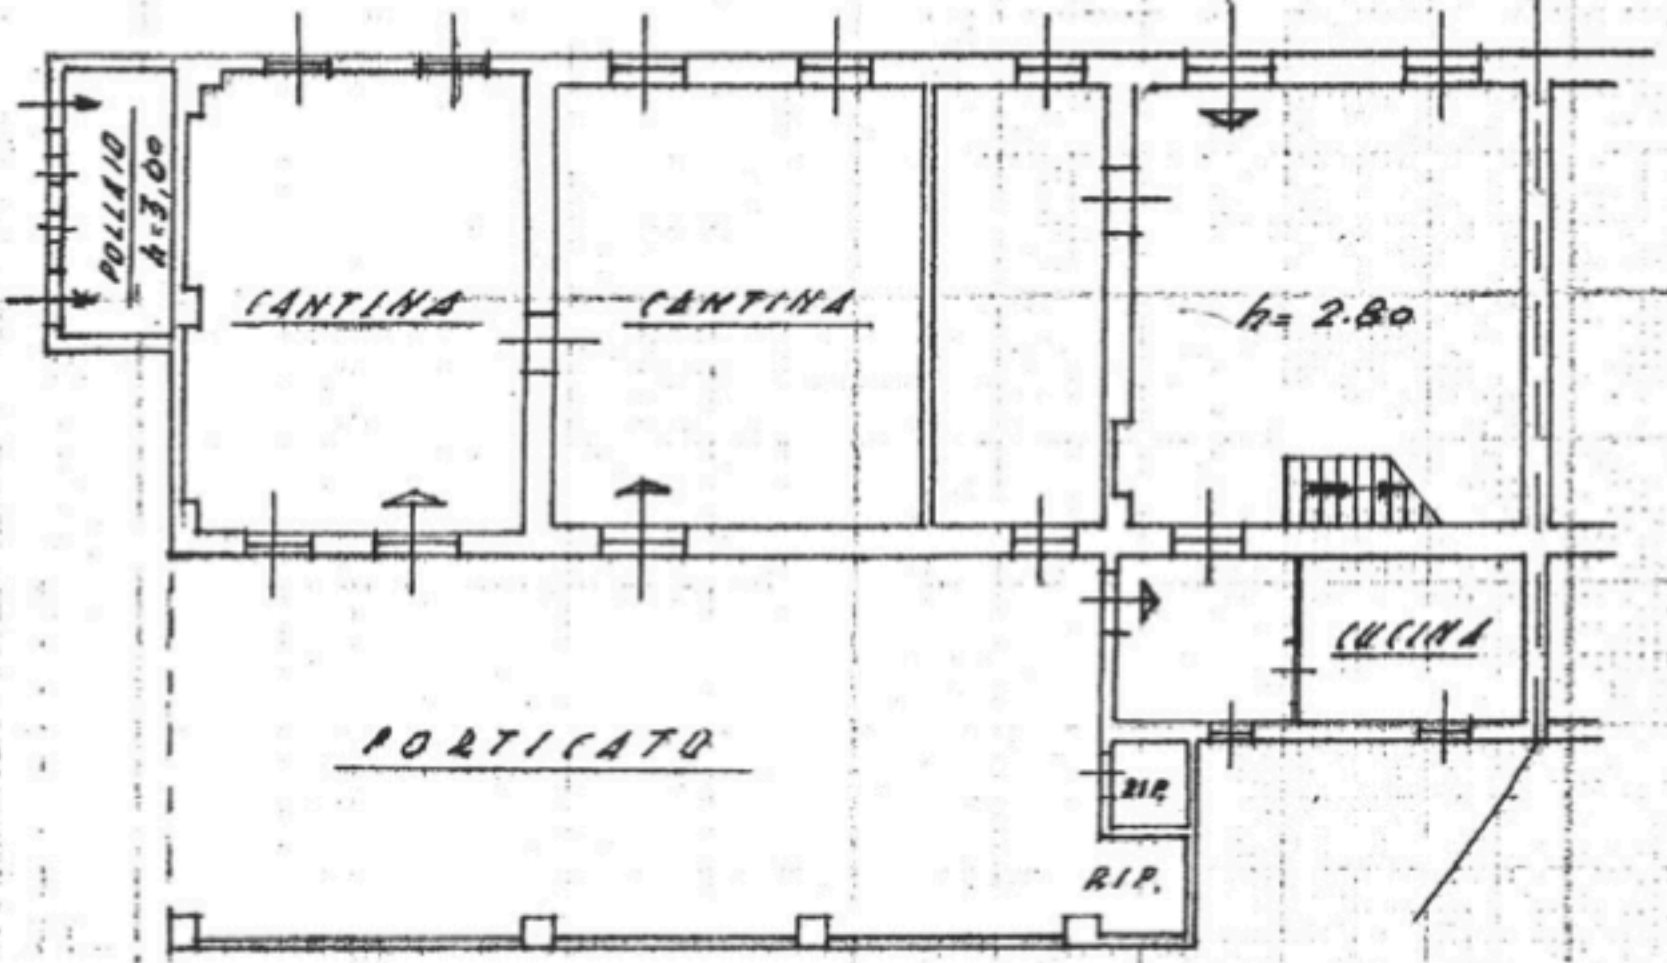 POLLAIO
h=3,00
CANTINA
CANTINA
h= 2.80
CUCINA
PORTICATO
RIP.
RIP.